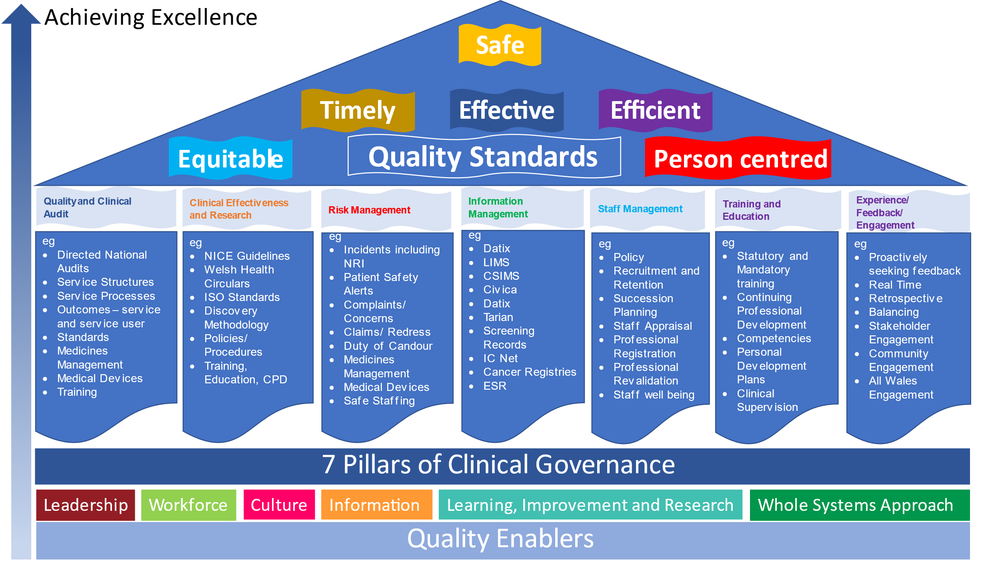 Achieving Excellence
Safe
Timely
Effective
Efficient
Equitable
Quality Standards
Person centred
Quality and Clinical
Audit
eg
• Directed National
Audits
• Service Structures
• Service Processes
• Outcomes – service
and service user
• Standards
• Medicines
Management
• Medical Devices
• Training
Clinical Effectiveness
and Research
eg
• NICE Guidelines
• Welsh Health
Circulars
• ISO Standards
• Discovery
Methodology
• Policies/
Procedures
• Training,
Education, CPD
Risk Management
eg
• Incidents including
NRI
• Patient Safety
Alerts
• Complaints/
Concerns
• Claims/ Redress
• Duty of Candour
• Medicines
Management
• Medical Devices
• Safe Staffing
Information
Management
eg
• Datix
• LIMS
• CSIMS
• Civica
• Datix
• Tarian
• Screening
Records
• IC Net
• Cancer Registries
• ESR
Staff Management
eg
• Policy
• Recruitment and
Retention
• Succession
Planning
• Staff Appraisal
• Professional
Registration
• Professional
Revalidation
• Staff well being
Training and
Education
eg
• Statutory and
Mandatory
training
• Continuing
Professional
Development
• Competencies
• Personal
Development
Plans
• Clinical
Supervision
Experience/
Feedback/
Engagement
eg
• Proactively
seeking feedback
• Real Time
• Retrospective
• Balancing
• Stakeholder
Engagement
• Community
Engagement
• All Wales
Engagement
7 Pillars of Clinical Governance
Leadership
Workforce
Culture
Information
Learning, Improvement and Research
Whole Systems Approach
Quality Enablers